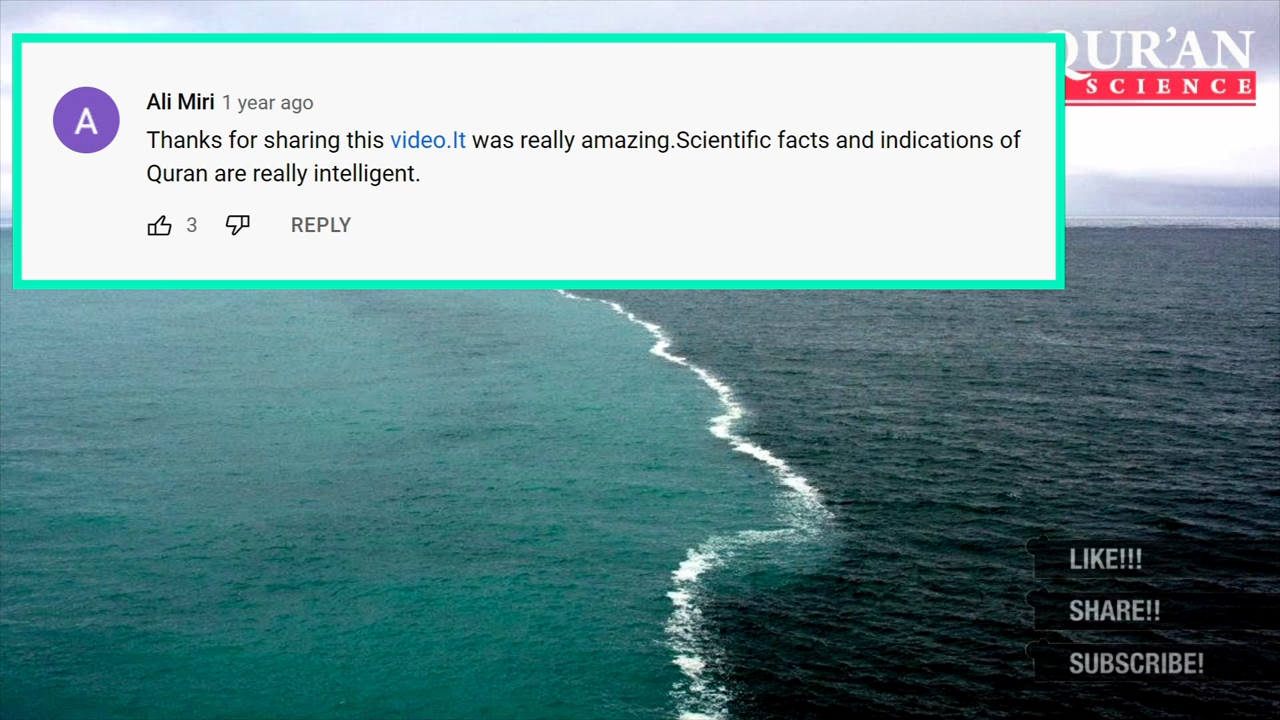 QUR'AN
SCIENCE
A
Ali Miri 1 year ago
Thanks for sharing this video.It was really amazing.Scientific facts and indications of
Quran are really intelligent.
3
REPLY
LIKE!!!
SHARE!!
SUBSCRIBE!